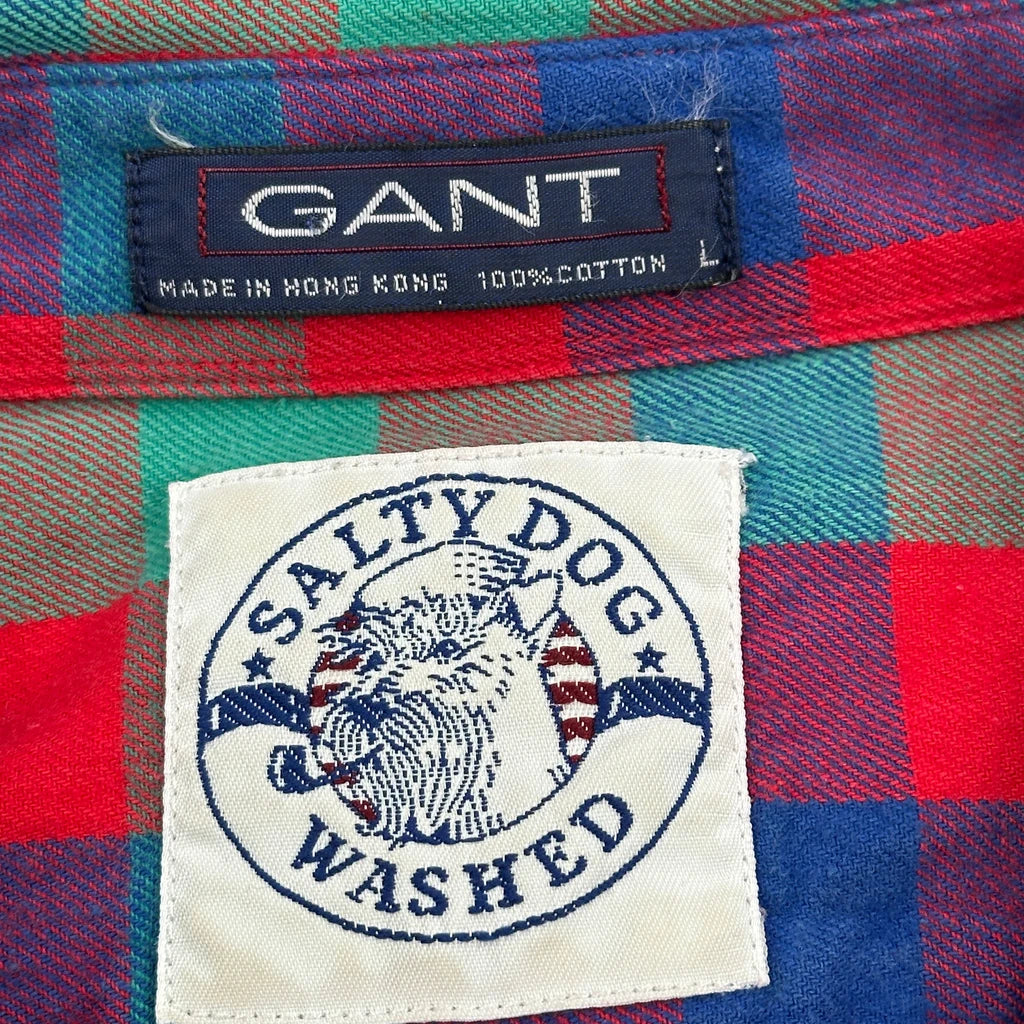 GANT
MADE IN HONG KONG 100% COTTON L
SALTY DOG
WASHED